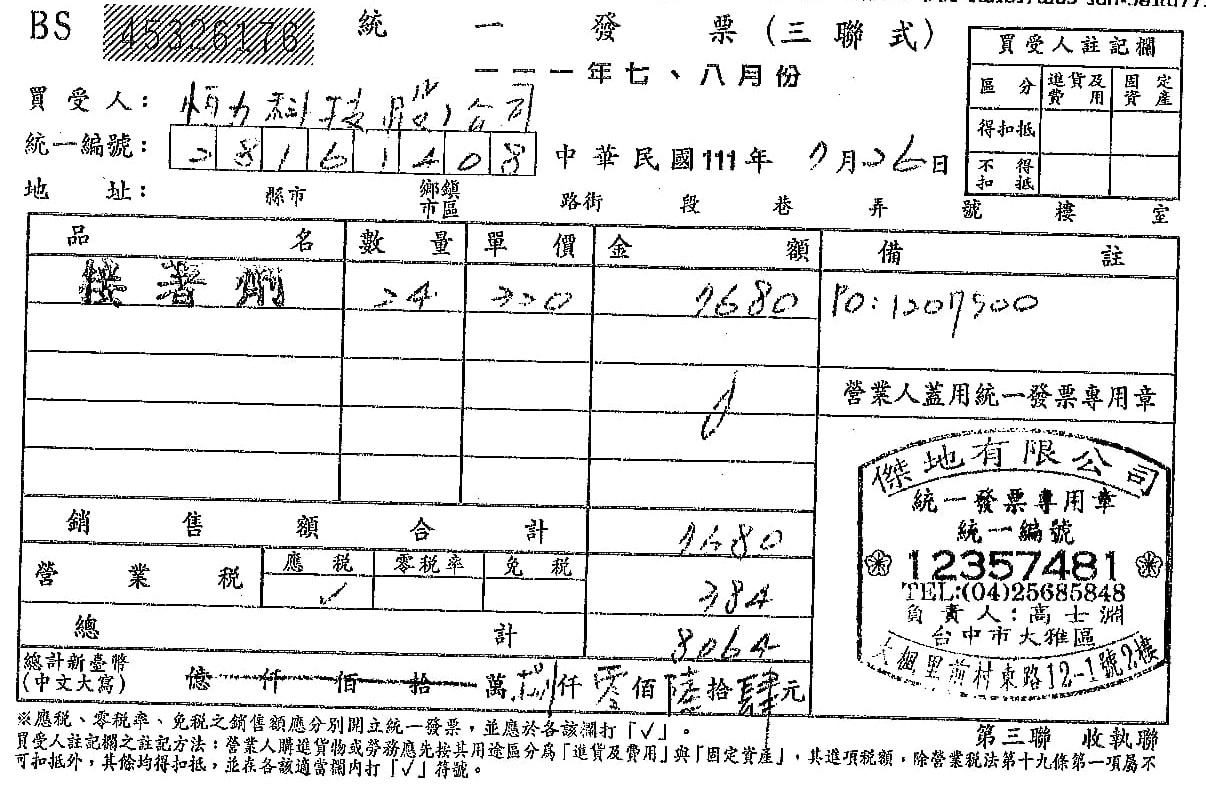 BS 45326176 統一發票(三聯式)
一一一年七、八月份
買受人註記欄
區分 進貨及費用 固定資產
得扣抵
不得扣抵
買受人: 科技股公司
統一編號: 28161408 中華民國111年 7月26日
地址: 縣市 鄉鎮市區 路街 段 巷 弄 號 樓 室
品名 數量 單價 金額 備註
接著劑 24 320 7680 PO:1207500
營業人蓋用統一發票專用章
傑地有限公司
統一發票專用章
統一編號
12357481
TEL:(04)25685848
負責人:高士淵
台中市大雅區
大楓里前村東路12-1號2樓
銷售額合計 7680
營業稅 應稅 零稅率 免稅
✓ 384
總計 8064
總計新臺幣(中文大寫) 億仟佰拾萬捌仟零佰陸拾肆元
※應稅、零稅率、免稅之銷售額應分別開立統一發票,並應於各該欄打「✓」。
第三聯 收執聯
買受人註記欄之註記方法:營業人購進貨物或勞務應先按其用途區分為「進貨及費用」與「固定資產」,其進項稅額,除營業稅法第十九條第一項屬不
可扣抵外,其餘均得扣抵,並在各該適當欄內打「✓」符號。